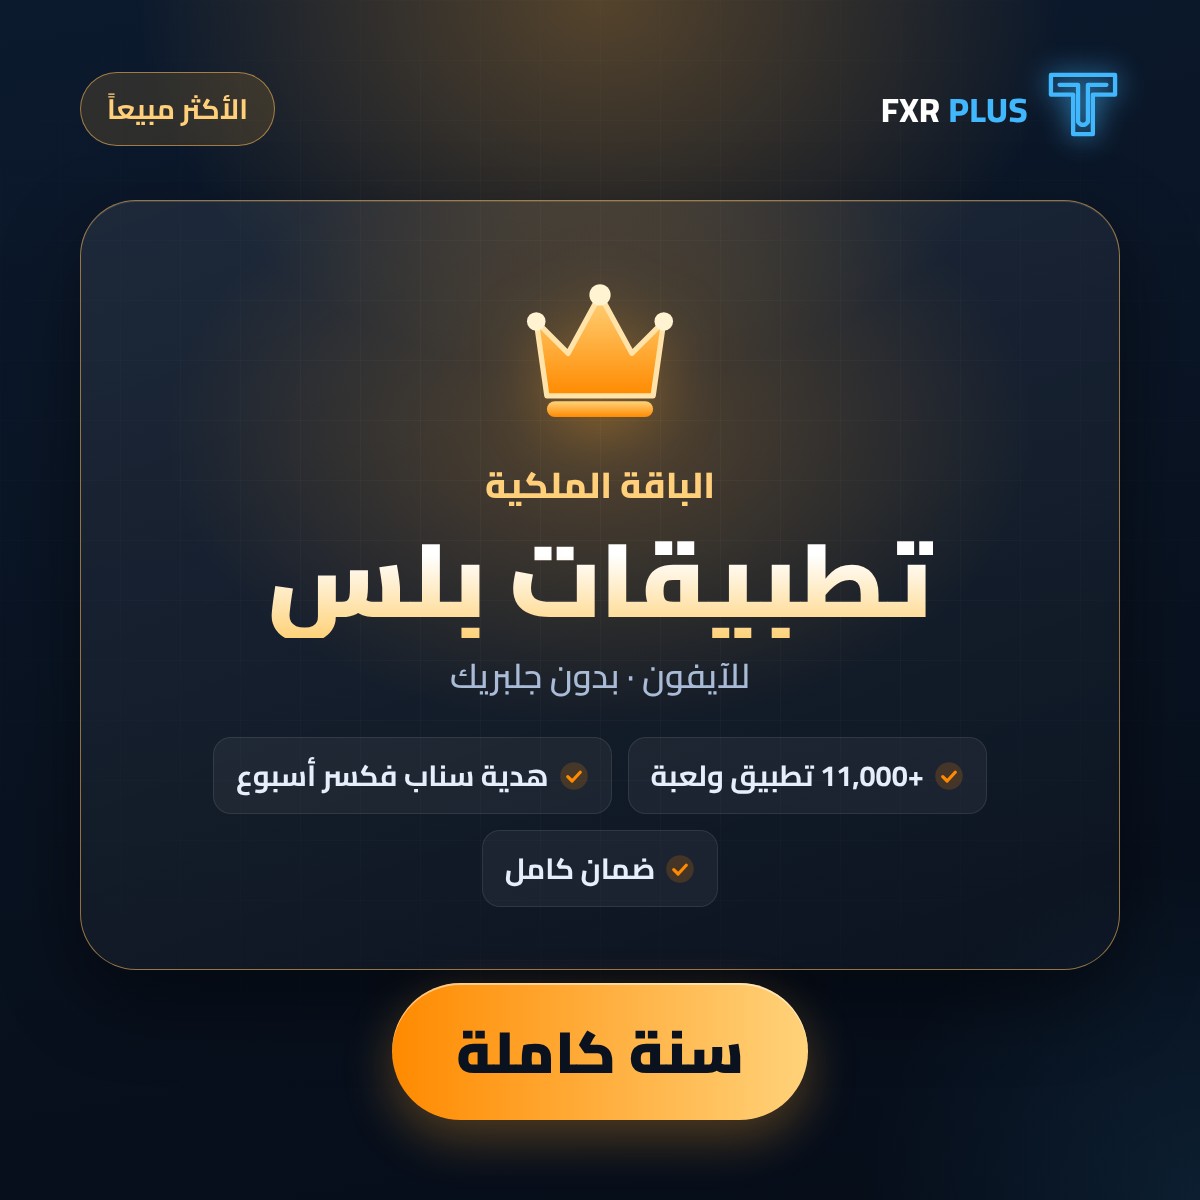 FXR PLUS
الأكثر مبيعاً
الباقة الملكية
تطبيقات بلس
للآيفون · بدون جلبريك
+11,000 تطبيق ولعبة
هدية سناب فكسر أسبوع
ضمان كامل
سنة كاملة